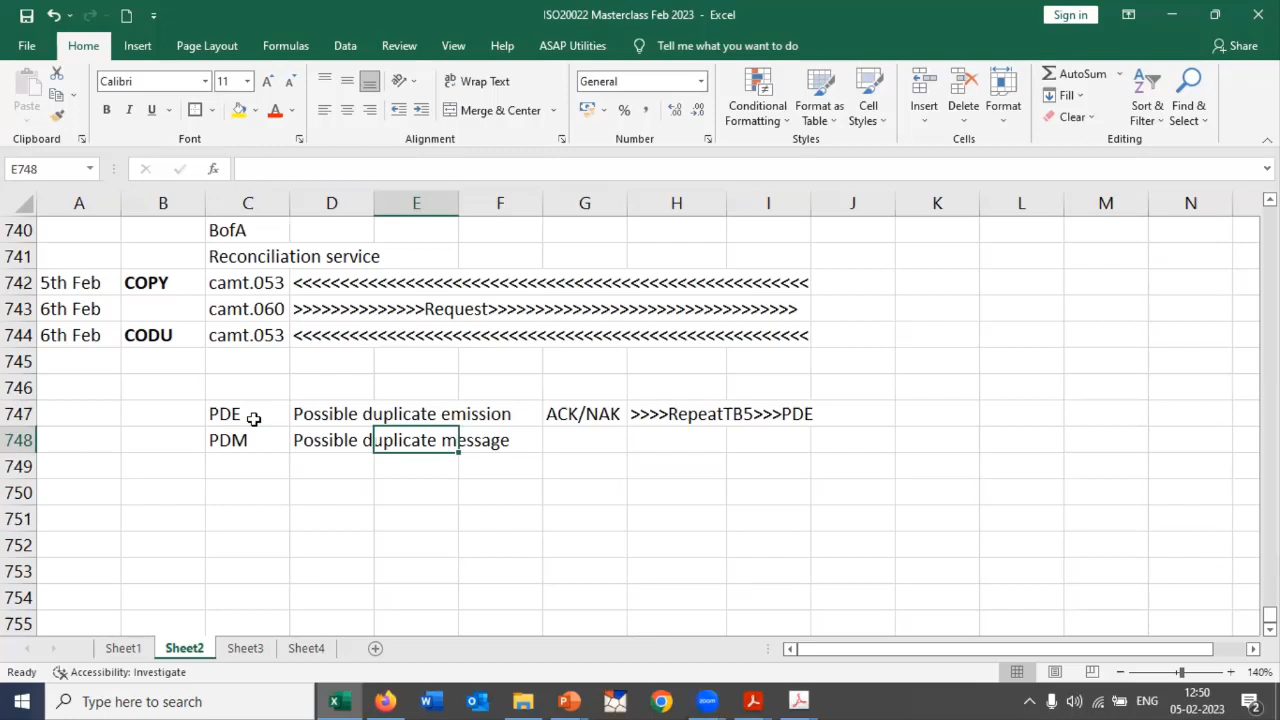 ISO20022 Masterclass Feb 2023 - Excel
Sign in
File Home Insert Page Layout Formulas Data Review View Help ASAP Utilities Tell me what you want to do Share
Paste
Calibri 11
B I U
Wrap Text
Merge & Center
General
Conditional Formatting
Format as Table
Cell Styles
Insert Delete Format
AutoSum
Fill
Clear
Sort & Filter
Find & Select
Clipboard Font Alignment Number Styles Cells Editing
E748 fx
A B C D E F G H I J K L M N
740 BofA
741 Reconciliation service
742 5th Feb COPY camt.053 <<<<<<<<<<<<<<<<<<<<<<<<<<<<<<<<<<<<<<<<<<<<<<<<<<<<<<<
743 6th Feb camt.060 >>>>>>>>>>>>>>Request>>>>>>>>>>>>>>>>>>>>>>>>>>>>>>>>>
744 6th Feb CODU camt.053 <<<<<<<<<<<<<<<<<<<<<<<<<<<<<<<<<<<<<<<<<<<<<<<<<<<<<<<
745
746
747 PDE Possible duplicate emission ACK/NAK >>>>RepeatTB5>>>PDE
748 PDM Possible duplicate message
749
750
751
752
753
754
755
Sheet1 Sheet2 Sheet3 Sheet4
Ready Accessibility: Investigate 140%
Type here to search
ENG
12:50
05-02-2023
2